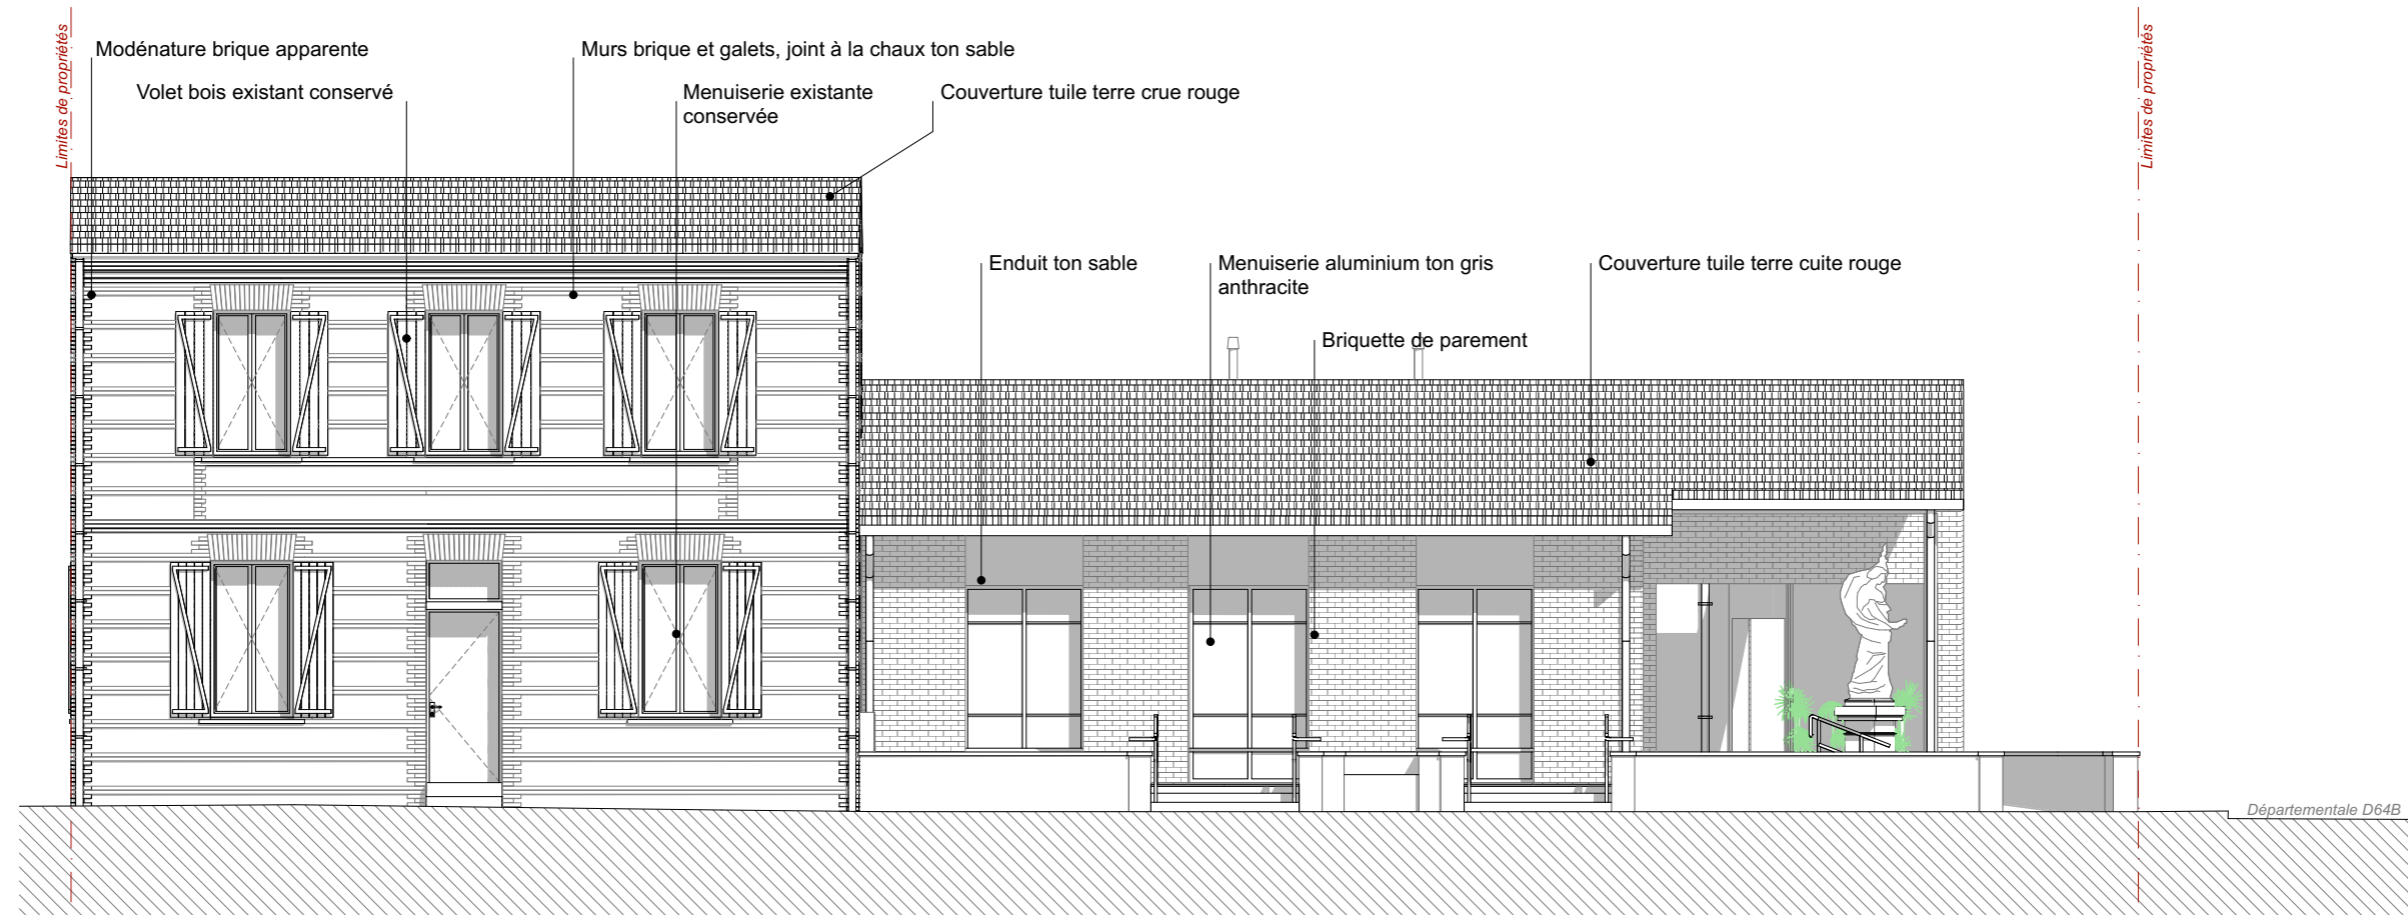 Limites de propriétés
Modénature brique apparente
Murs brique et galets, joint à la chaux ton sable
Limites de propriétés
Volet bois existant conservé
Menuiserie existante
conservée
Couverture tuile terre crue rouge
Enduit ton sable
Menuiserie aluminium ton gris
anthracite
Couverture tuile terre cuite rouge
Briquette de parement
Départementale D64B